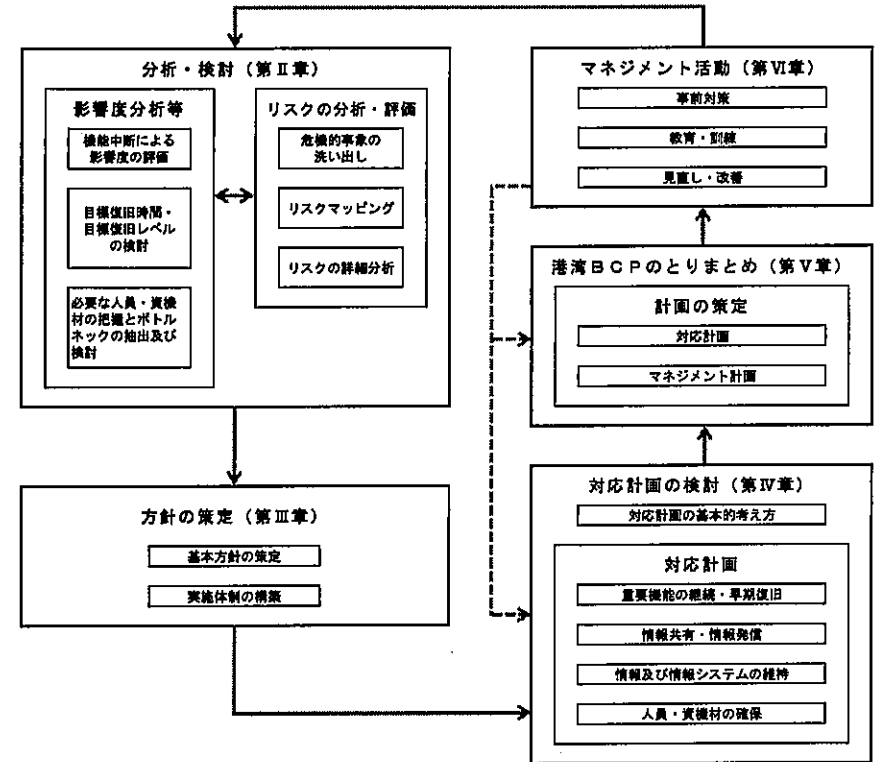 分析・検討(第Ⅱ章)
影響度分析等
機能中断による
影響度の評価
目標復旧時間・
目標復旧レベル
の検討
必要な人員・資機
材の把握とボトル
ネックの抽出及び
検討
リスクの分析・評価
危機的事象の
洗い出し
リスクマッピング
リスクの詳細分析
方針の策定(第Ⅲ章)
基本方針の策定
実施体制の構築
マネジメント活動(第Ⅵ章)
事前対策
教育・訓練
見直し・改善
港湾BCPのとりまとめ(第Ⅴ章)
計画の策定
対応計画
マネジメント計画
対応計画の検討(第Ⅳ章)
対応計画の基本的考え方
対応計画
重要機能の継続・早期復旧
情報共有・情報発信
情報及び情報システムの維持
人員・資機材の確保